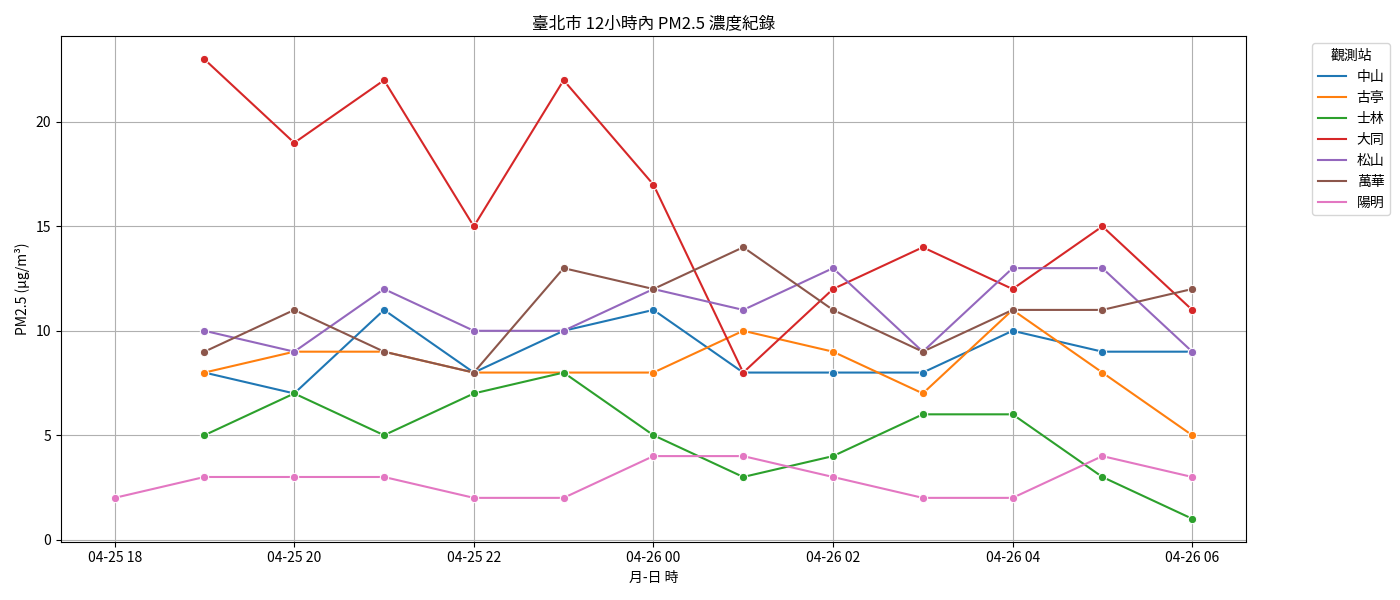 臺北市 12小時內 PM2.5 濃度紀錄
PM2.5 (μg/m³)
20
15
10
5
0
04-25 18
04-25 20
04-25 22
04-26 00
04-26 02
04-26 04
04-26 06
月-日 時
觀測站
中山
古亭
士林
大同
松山
萬華
陽明